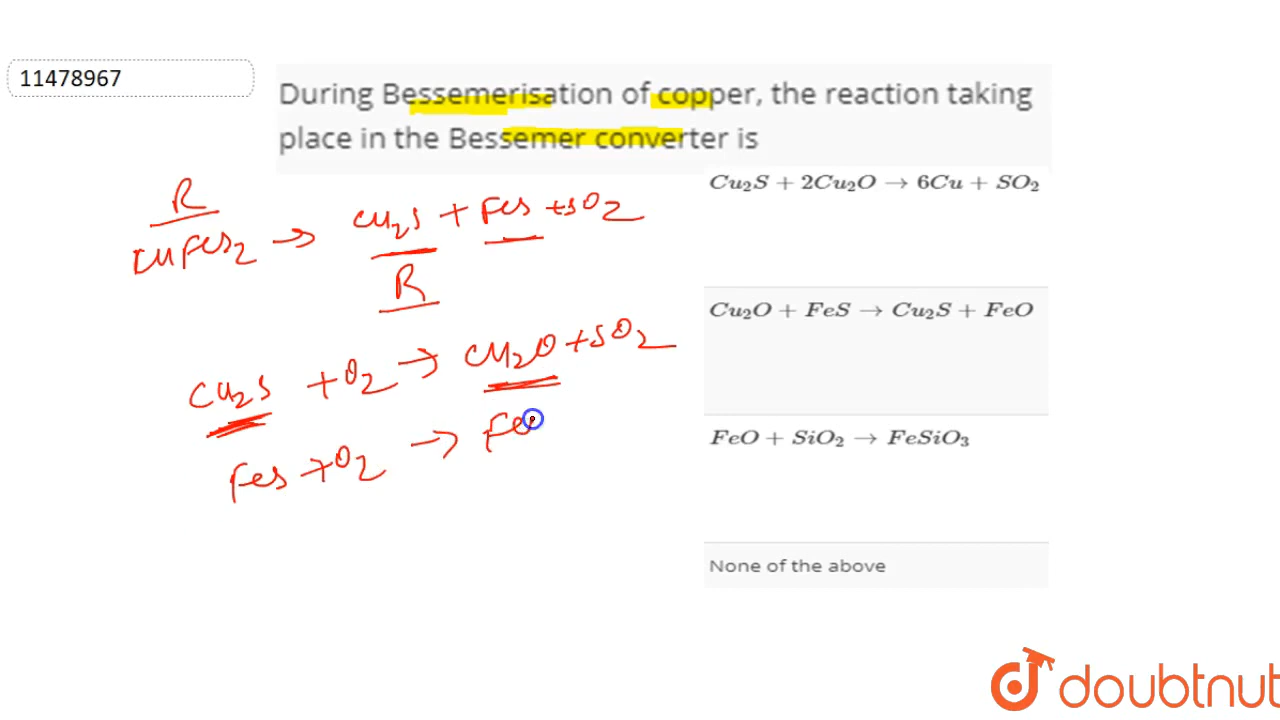 11478967
During Bessemerisation of copper, the reaction taking
place in the Bessemer converter is
Cu₂S + 2Cu₂O → 6Cu + SO₂
Cu₂O + FeS → Cu₂S + FeO
FeO + SiO₂ → FeSiO₃
None of the above
R
CuFeS₂ → Cu₂S + FeS + SO₂
R
Cu₂S + O₂ → Cu₂O + SO₂
FeS + O₂ → Fe
doubtnut